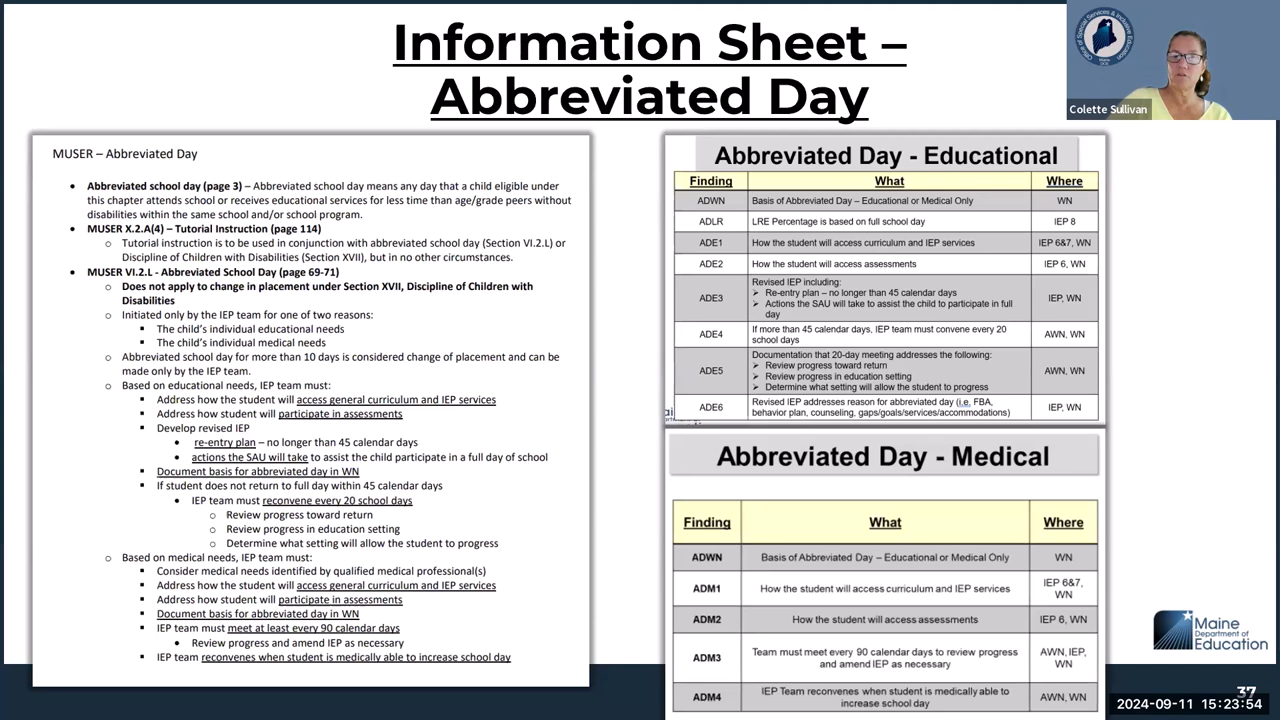 Information Sheet –
Abbreviated Day
Colette Sullivan
MUSER – Abbreviated Day
• Abbreviated school day (page 3) – Abbreviated school day means any day that a child eligible under
this chapter attends school or receives educational services for less time than age/grade peers without
disabilities within the same school and/or school program.
• MUSER X.2.A(4) – Tutorial Instruction (page 114)
o Tutorial instruction is to be used in conjunction with abbreviated school day (Section VI.2.L) or
Discipline of Children with Disabilities (Section XVII), but in no other circumstances.
• MUSER VI.2.L - Abbreviated School Day (page 69-71)
o Does not apply to change in placement under Section XVII, Discipline of Children with
Disabilities
o Initiated only by the IEP team for one of two reasons:
▪ The child's individual educational needs
▪ The child's individual medical needs
o Abbreviated school day for more than 10 days is considered change of placement and can be
made only by the IEP team.
o Based on educational needs, IEP team must:
▪ Address how the student will access general curriculum and IEP services
▪ Address how student will participate in assessments
▪ Develop revised IEP
• re-entry plan – no longer than 45 calendar days
• actions the SAU will take to assist the child participate in a full day of school
▪ Document basis for abbreviated day in WN
▪ If student does not return to full day within 45 calendar days
• IEP team must reconvene every 20 school days
o Review progress toward return
o Review progress in education setting
o Determine what setting will allow the student to progress
o Based on medical needs, IEP team must:
▪ Consider medical needs identified by qualified medical professional(s)
▪ Address how the student will access general curriculum and IEP services
▪ Address how the student will participate in assessments
▪ Document basis for abbreviated day in WN
▪ IEP team must meet at least every 90 calendar days
• Review progress and amend IEP as necessary
▪ IEP team reconvenes when student is medically able to increase school day
Abbreviated Day - Educational
Finding What Where
ADWN Basis of Abbreviated Day – Educational or Medical Only WN
ADLR LRE Percentage is based on full school day IEP 8
ADE1 How the student will access curriculum and IEP services IEP 6&7, WN
ADE2 How the student will access assessments IEP 6, WN
ADE3 Revised IEP including: IEP, WN
➢ Re-entry plan – no longer than 45 calendar days
➢ Actions the SAU will take to assist the child to participate in full
day
ADE4 If more than 45 calendar days, IEP team must convene every 20 AWN, WN
school days
ADE5 Documentation that 20-day meeting addresses the following: AWN, WN
➢ Review progress toward return
➢ Review progress in education setting
➢ Determine what setting will allow the student to progress
ADE6 Revised IEP addresses reason for abbreviated day (i.e. FBA, IEP, WN
behavior plan, counseling, gaps/goals/services/accommodations)
Abbreviated Day - Medical
Finding What Where
ADWN Basis of Abbreviated Day – Educational or Medical Only WN
ADM1 How the student will access curriculum and IEP services IEP 6&7,
WN
ADM2 How the student will access assessments IEP 6, WN
ADM3 Team must meet every 90 calendar days to review progress AWN, IEP,
and amend IEP as necessary WN
ADM4 IEP Team reconvenes when student is medically able to AWN, WN
increase school day
Maine
Department of
Education
37
2024-09-11 15:23:54